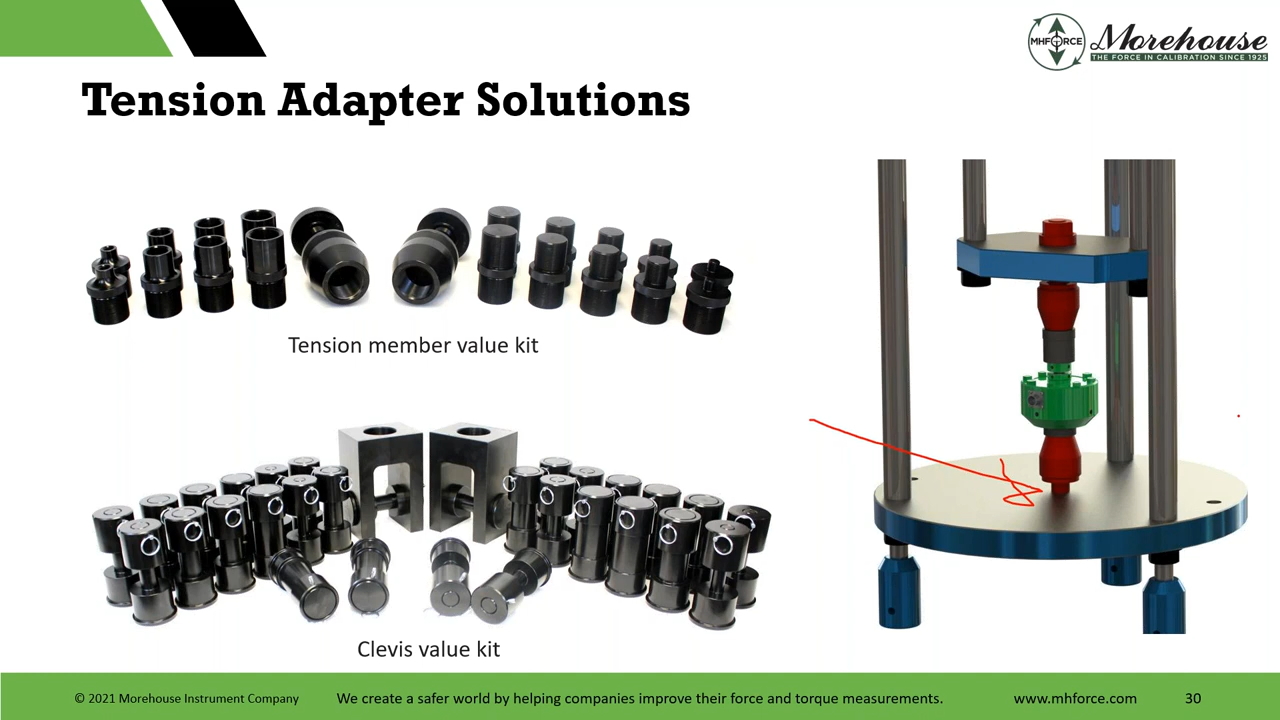 MHFORCE
Morehouse
THE FORCE IN CALIBRATION SINCE 1925
Tension Adapter Solutions
Tension member value kit
Clevis value kit
© 2021 Morehouse Instrument Company
We create a safer world by helping companies improve their force and torque measurements.
www.mhforce.com
30